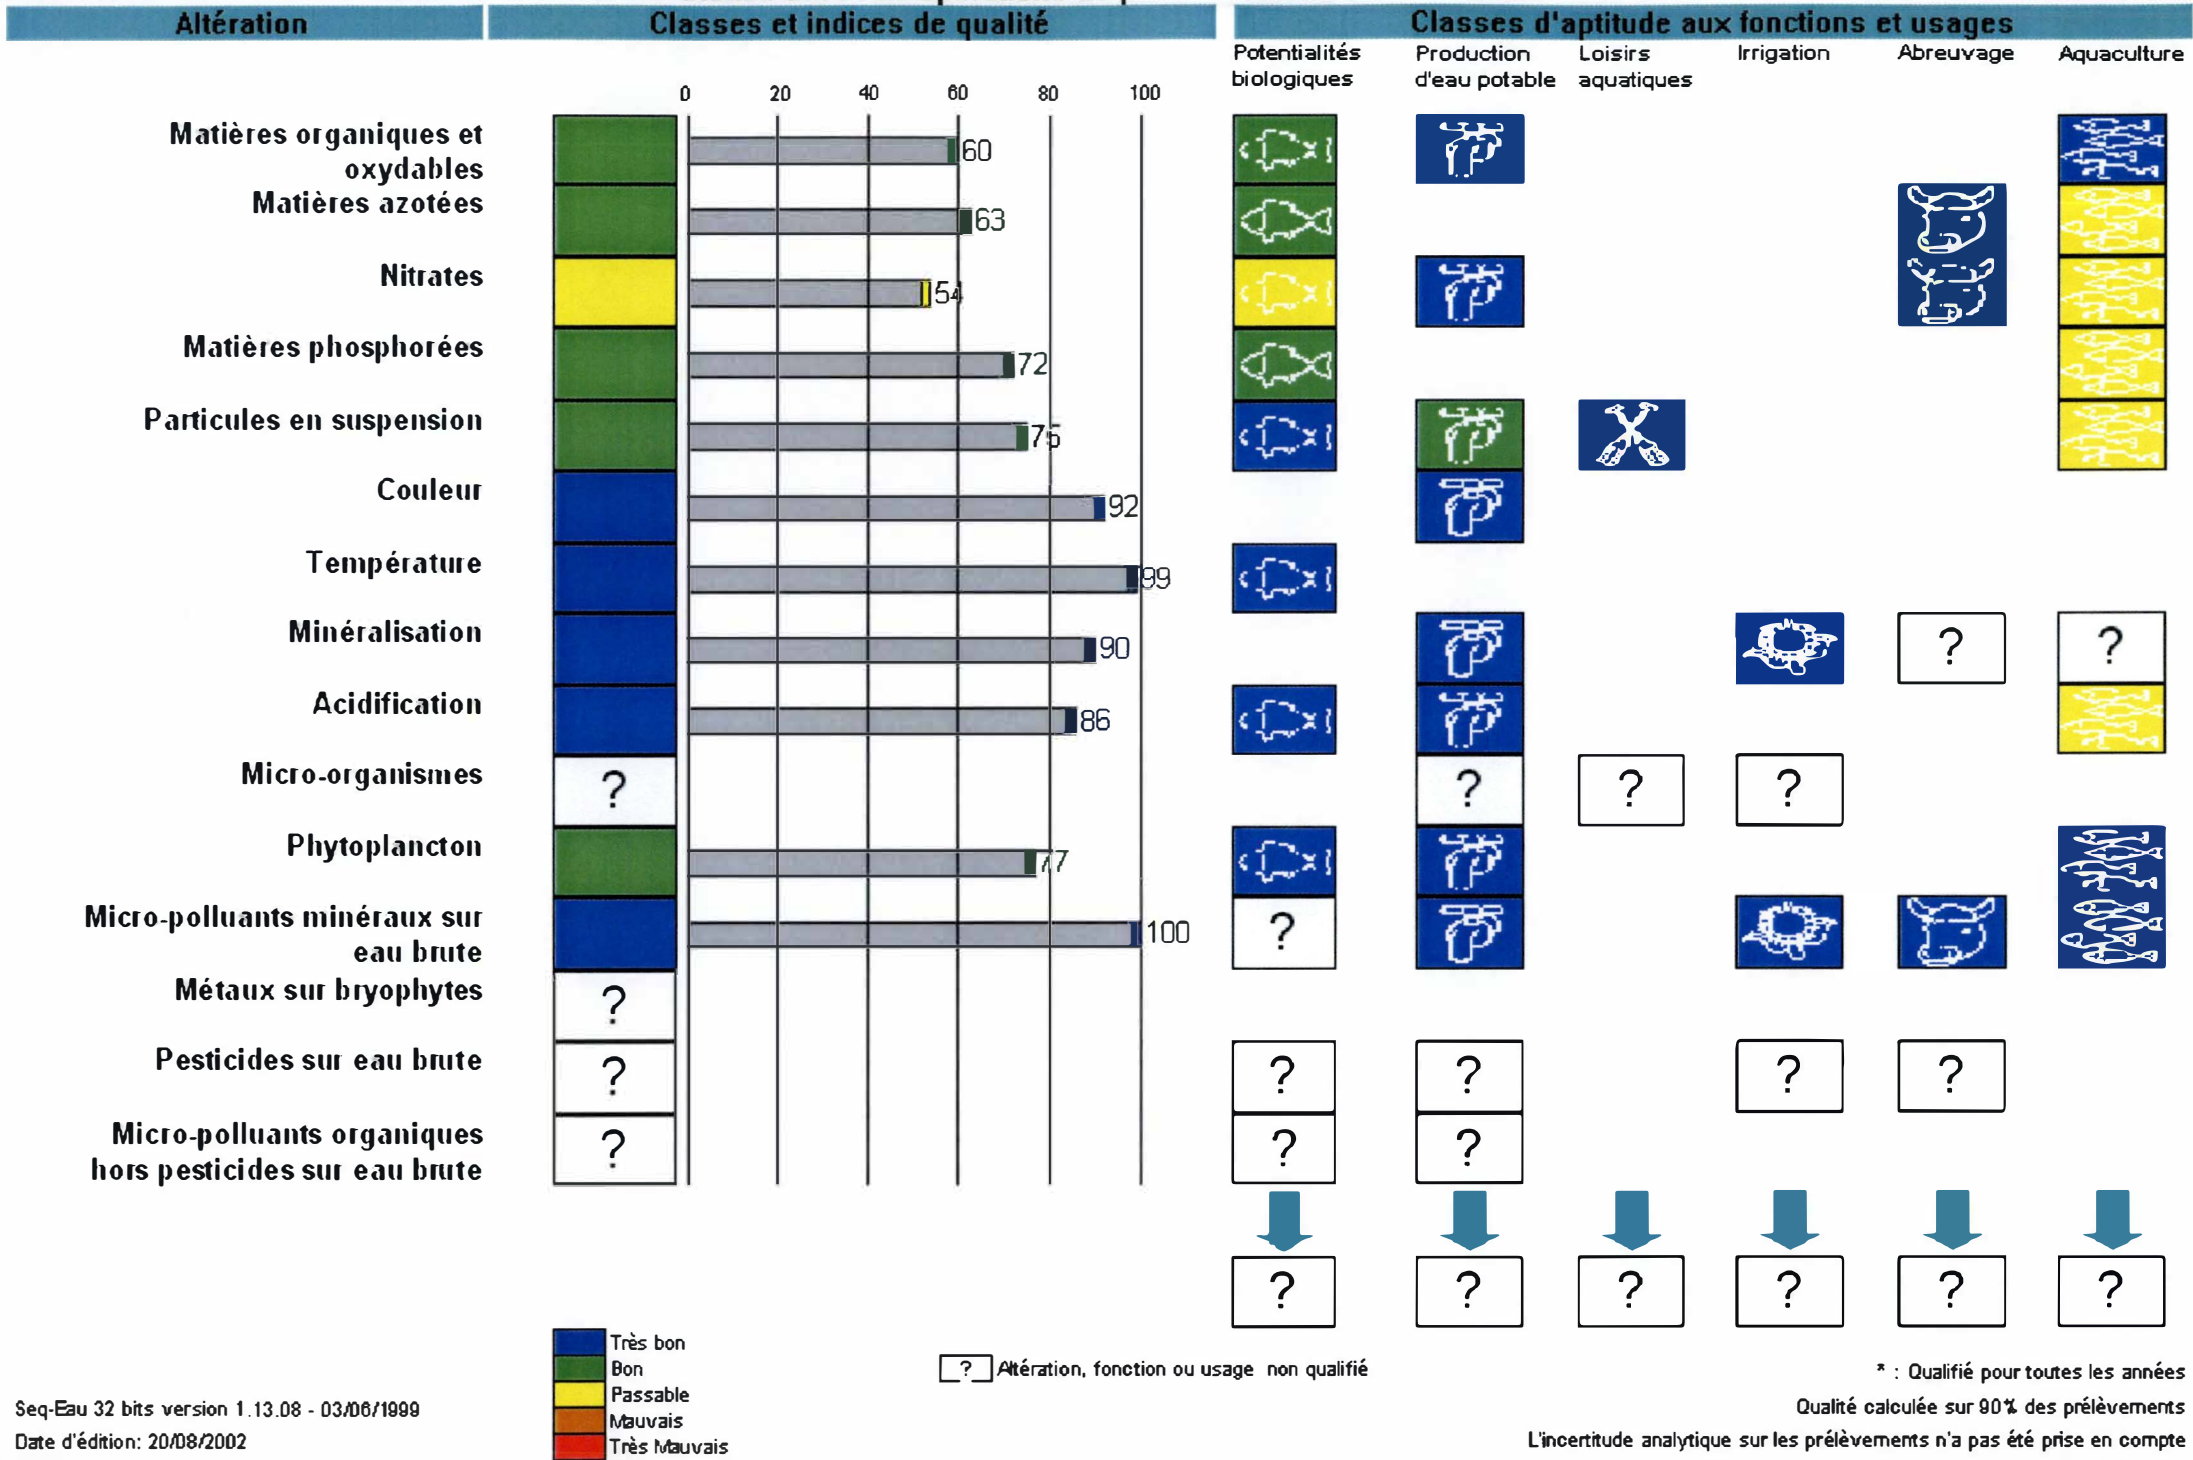 Altération
Classes et indices de qualité
Classes d'aptitude aux fonctions et usages
Potentialités biologiques
Production d'eau potable
Loisirs aquatiques
Irrigation
Abreuvage
Aquaculture
0 20 40 60 80 100
Matières organiques et
oxydables
60
Matières azotées
63
Nitrates
54
Matières phosphorées
72
Particules en suspension
75
Couleur
92
Température
99
Minéralisation
90
? ?
Acidification
86
Micro-organismes
? ? ? ?
Phytoplancton
77
Micro-polluants minéraux sur
eau brute
100
?
Métaux sur bryophytes
?
Pesticides sur eau brute
? ? ? ? ?
Micro-polluants organiques
hors pesticides sur eau brute
? ? ?
? ? ? ? ? ?
Très bon
Bon
Passable
Mauvais
Très Mauvais
? Altération, fonction ou usage non qualifié
* : Qualifié pour toutes les années
Qualité calculée sur 90% des prélèvements
L'incertitude analytique sur les prélèvements n'a pas été prise en compte
Seq-Eau 32 bits version 1.13.08 - 03/06/1999
Date d'édition: 20/08/2002